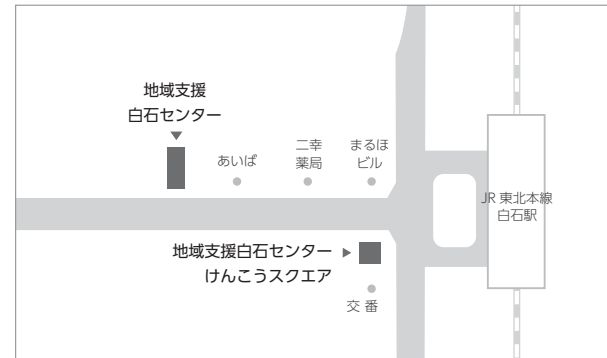 地域支援
白石センター
▼
あいば
二幸
薬局
まるほ
ビル
JR 東北本線
白石駅
地域支援白石センター ▶
けんこうスクエア
交 番